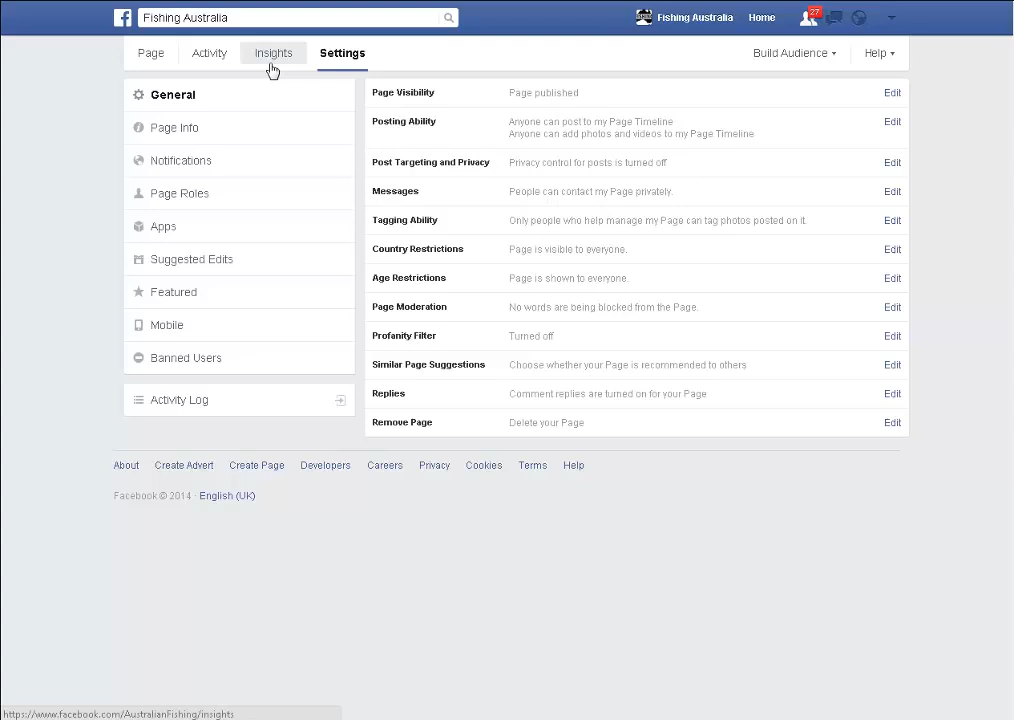 Fishing Australia
Fishing Australia Home 27
Page Activity Insights Settings Build Audience Help
General
Page Info
Notifications
Page Roles
Apps
Suggested Edits
Featured
Mobile
Banned Users
Activity Log
Page Visibility Page published Edit
Posting Ability Anyone can post to my Page Timeline Edit
Anyone can add photos and videos to my Page Timeline
Post Targeting and Privacy Privacy control for posts is turned off Edit
Messages People can contact my Page privately. Edit
Tagging Ability Only people who help manage my Page can tag photos posted on it. Edit
Country Restrictions Page is visible to everyone. Edit
Age Restrictions Page is shown to everyone. Edit
Page Moderation No words are being blocked from the Page. Edit
Profanity Filter Turned off Edit
Similar Page Suggestions Choose whether your Page is recommended to others Edit
Replies Comment replies are turned on for your Page Edit
Remove Page Delete your Page Edit
About Create Advert Create Page Developers Careers Privacy Cookies Terms Help
Facebook © 2014 · English (UK)
https://www.facebook.com/AustralianFishing/insights